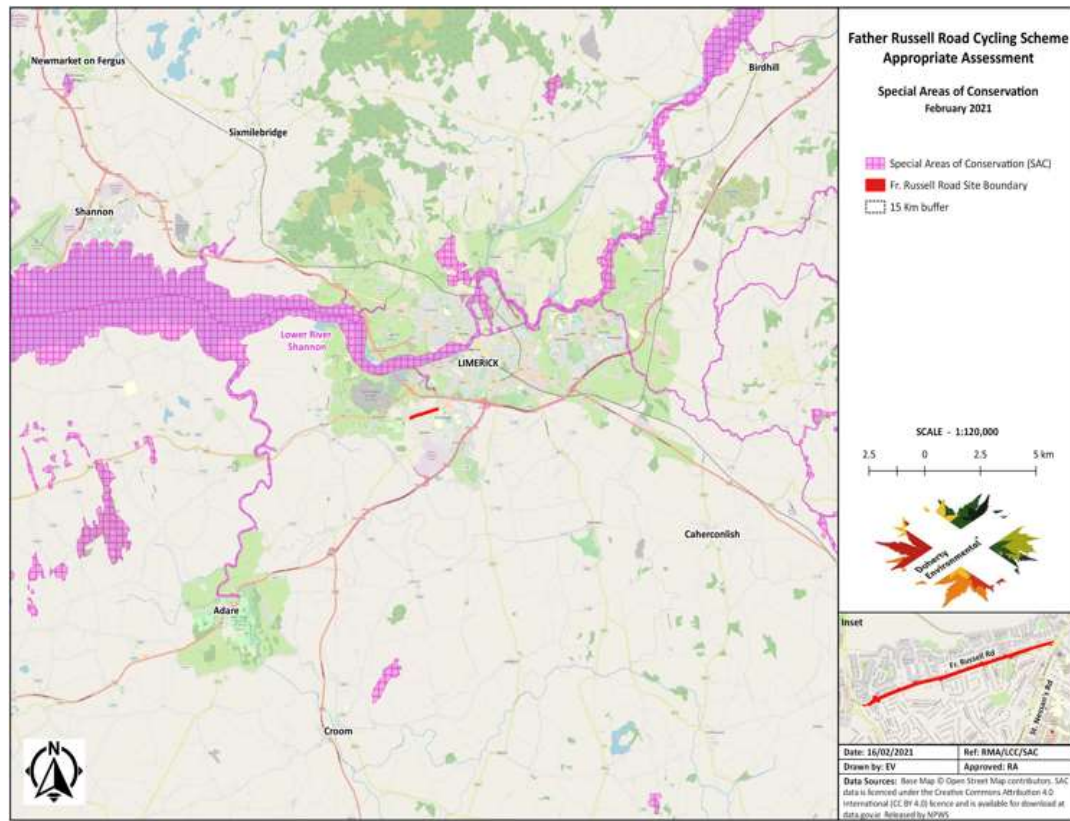 Newmarket on Fergus
Birdhill
Sixmilebridge
Shannon
Lower River
Shannon
LIMERICK
Caherconlish
Adare
Croom
N
Father Russell Road Cycling Scheme
Appropriate Assessment
Special Areas of Conservation
February 2021
Special Areas of Conservation (SAC)
Fr. Russell Road Site Boundary
15 Km buffer
SCALE - 1:120,000
2.5 0 2.5 5 km
Doherty
Environmental
Inset
Fr. Russell Rd
St. Nessan's Rd
Date: 16/02/2021 Ref: RMA/LCC/SAC
Drawn by: EV Approved: RA
Data Sources: Base Map © Open Street Map contributors. SAC
data is licenced under the Creative Commons Attribution 4.0
International (CC BY 4.0) licence and is available for download at
data.gov.ie Released by NPWS